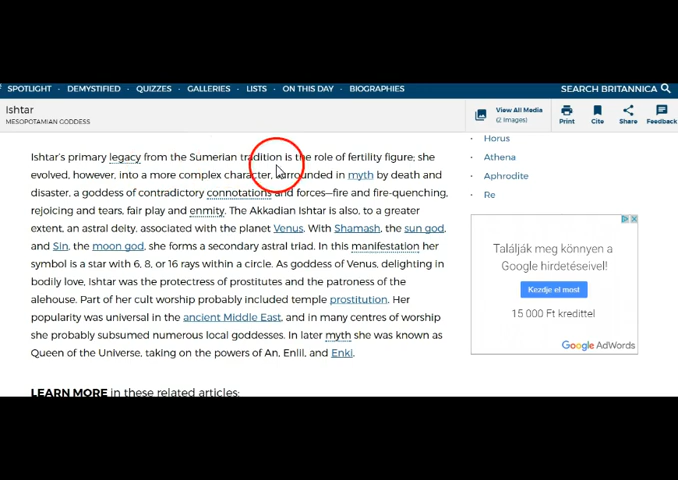 SPOTLIGHT · DEMYSTIFIED · QUIZZES · GALLERIES · LISTS · ON THIS DAY · BIOGRAPHIES
SEARCH BRITANNICA
Ishtar
MESOPOTAMIAN GODDESS
View All Media
(2 Images)
Print
Cite
Share
Feedback
Ishtar's primary legacy from the Sumerian tradition is the role of fertility figure; she
evolved, however, into a more complex character, surrounded in myth by death and
disaster, a goddess of contradictory connotations and forces—fire and fire-quenching,
rejoicing and tears, fair play and enmity. The Akkadian Ishtar is also, to a greater
extent, an astral deity, associated with the planet Venus. With Shamash, the sun god,
and Sin, the moon god, she forms a secondary astral triad. In this manifestation her
symbol is a star with 6, 8, or 16 rays within a circle. As goddess of Venus, delighting in
bodily love, Ishtar was the protectress of prostitutes and the patroness of the
alehouse. Part of her cult worship probably included temple prostitution. Her
popularity was universal in the ancient Middle East, and in many centres of worship
she probably subsumed numerous local goddesses. In later myth she was known as
Queen of the Universe, taking on the powers of An, Enlil, and Enki.
LEARN MORE in these related articles:
Horus
Athena
Aphrodite
Re
Találják meg könnyen a
Google hirdetéseivel!
Kezdje el most
15 000 Ft kredittel
Google AdWords